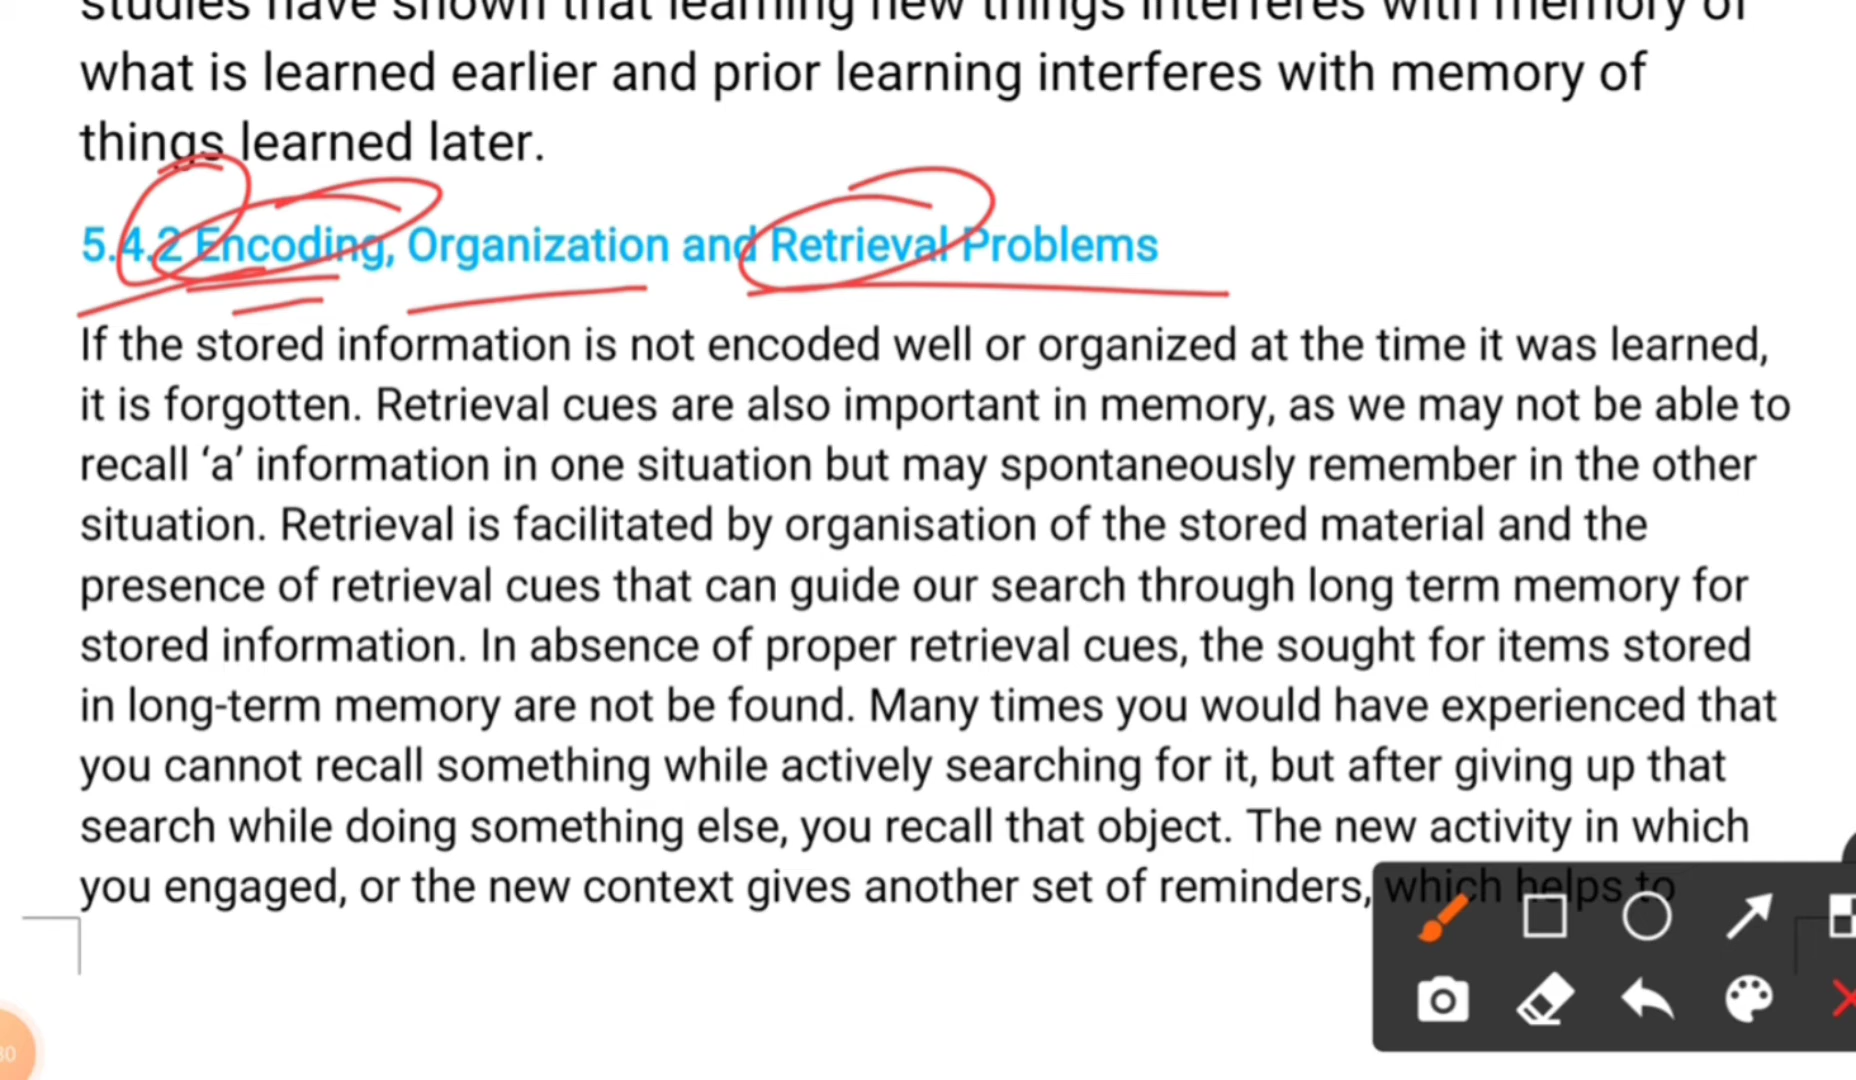 studies have shown that learning new things interferes with memory of
what is learned earlier and prior learning interferes with memory of
things learned later.
5.4.2 Encoding, Organization and Retrieval Problems
If the stored information is not encoded well or organized at the time it was learned,
it is forgotten. Retrieval cues are also important in memory, as we may not be able to
recall ‘a’ information in one situation but may spontaneously remember in the other
situation. Retrieval is facilitated by organisation of the stored material and the
presence of retrieval cues that can guide our search through long term memory for
stored information. In absence of proper retrieval cues, the sought for items stored
in long-term memory are not be found. Many times you would have experienced that
you cannot recall something while actively searching for it, but after giving up that
search while doing something else, you recall that object. The new activity in which
you engaged, or the new context gives another set of reminders, which helps to